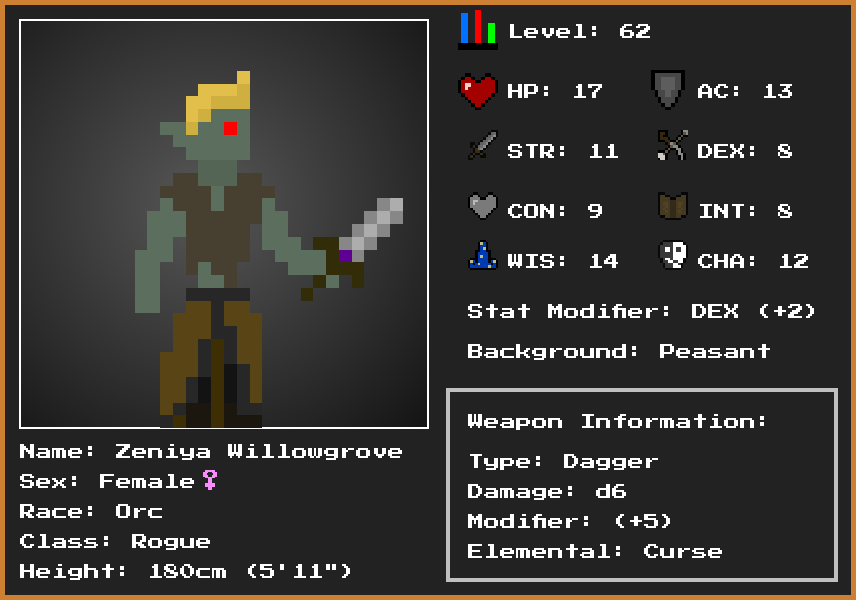 Level: 62
HP: 17
AC: 13
STR: 11
DEX: 8
CON: 9
INT: 8
WIS: 14
CHA: 12
Stat Modifier: DEX (+2)
Background: Peasant
Weapon Information:
Type: Dagger
Damage: d6
Modifier: (+5)
Elemental: Curse
Name: Zeniya Willowgrove
Sex: Female♀
Race: Orc
Class: Rogue
Height: 180cm (5'11")